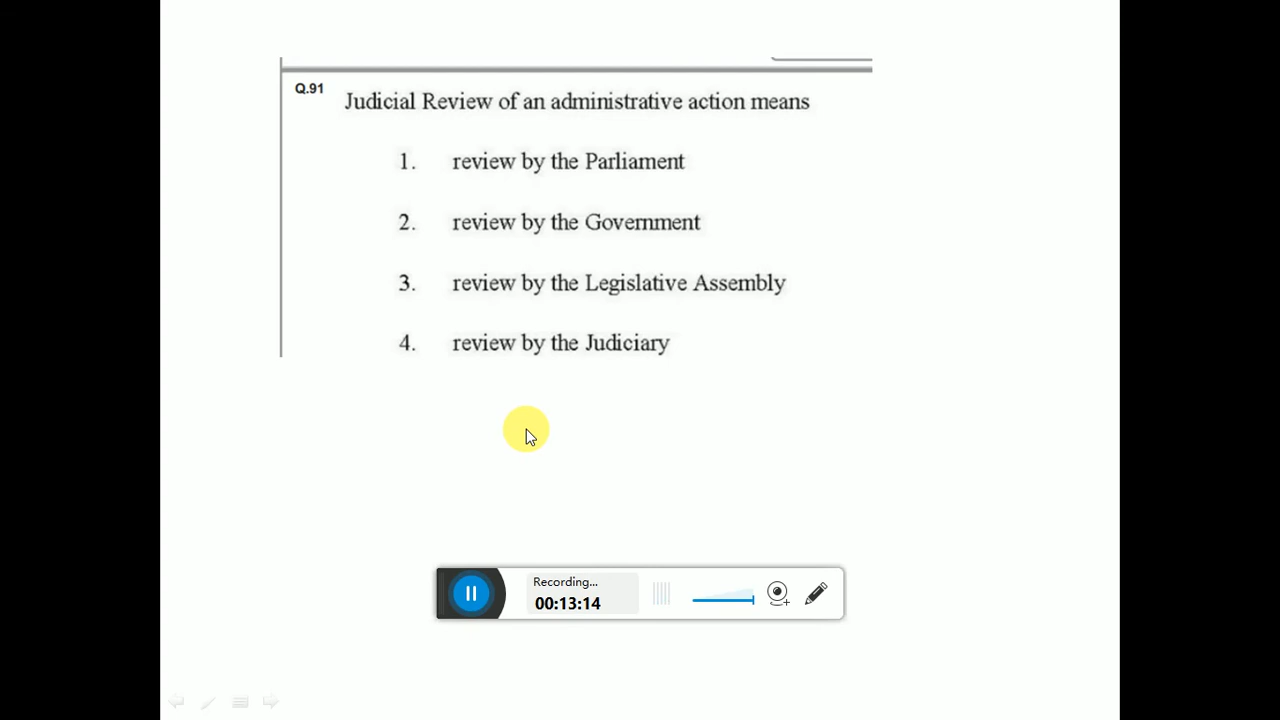 Q.91
Judicial Review of an administrative action means
1. review by the Parliament
2. review by the Government
3. review by the Legislative Assembly
4. review by the Judiciary
Recording...
00:13:14